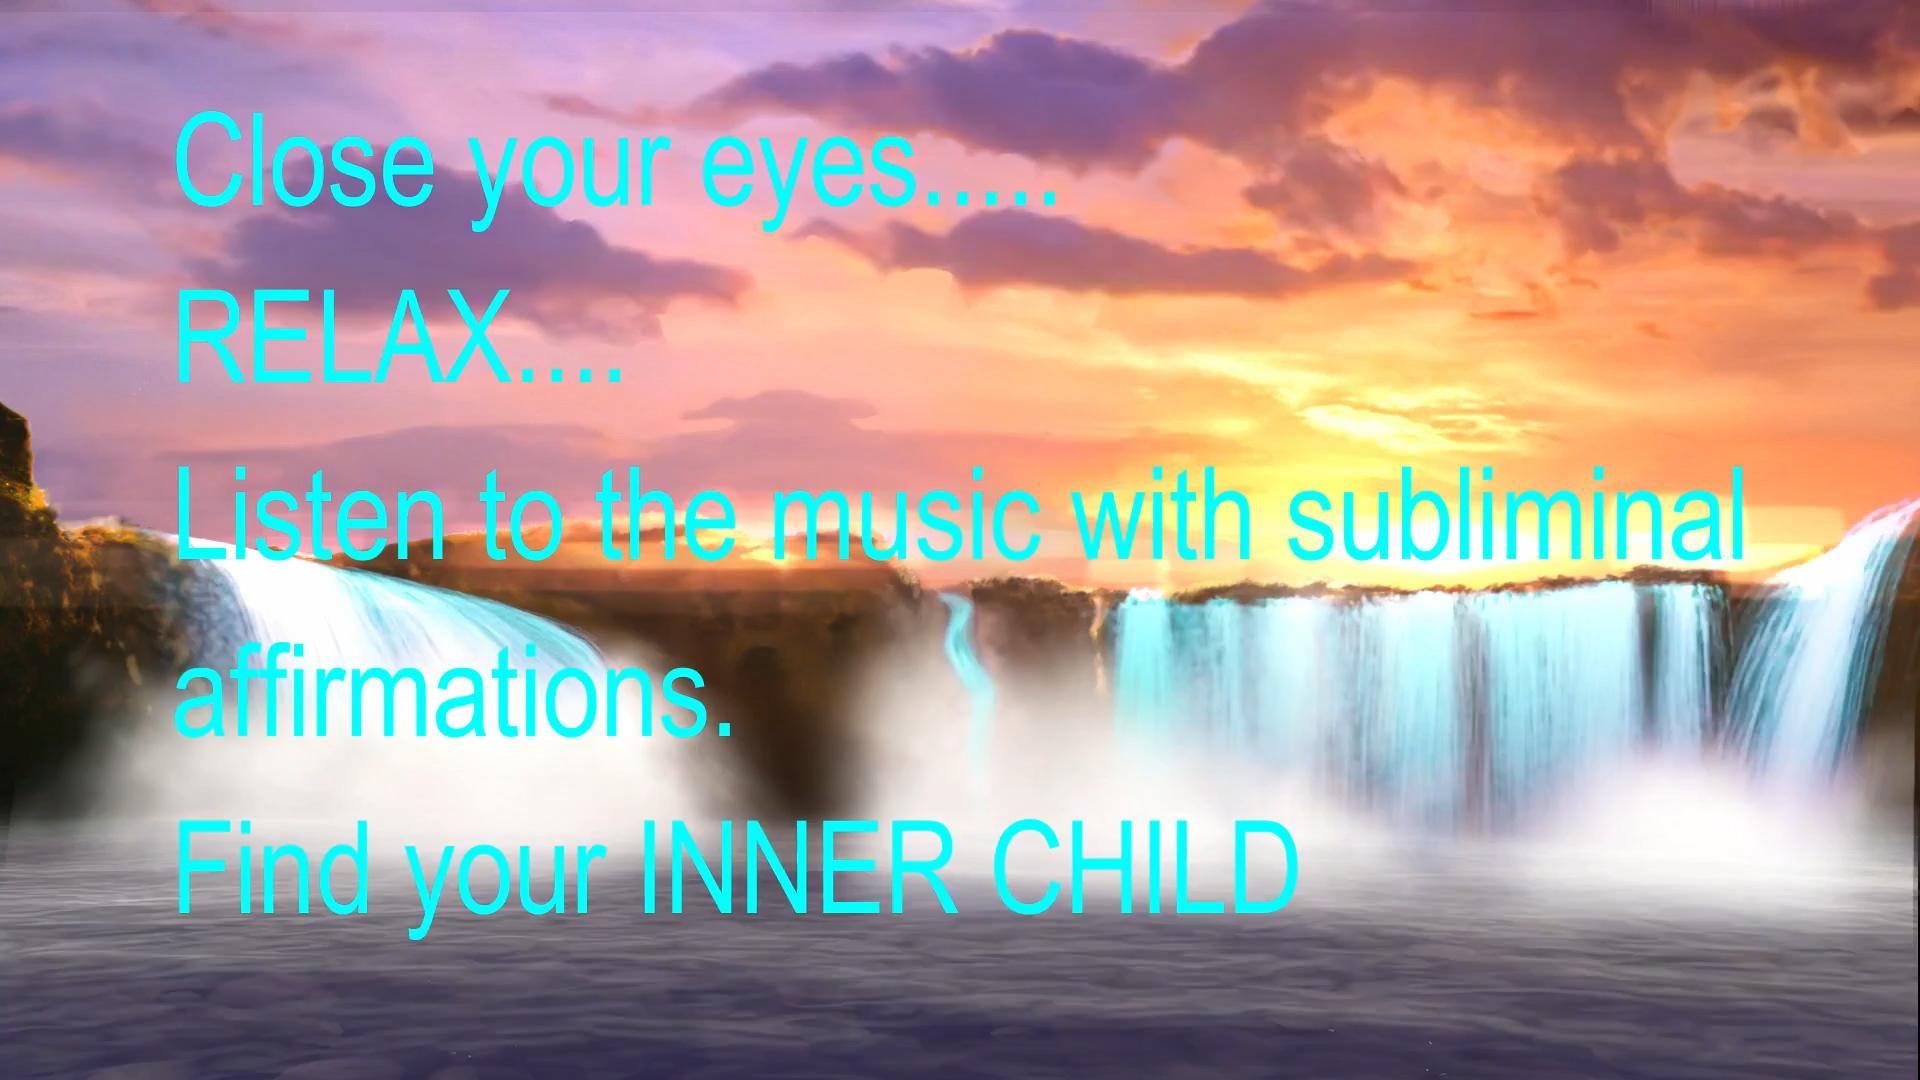 Close your eyes.....
RELAX....
Listen to the music with subliminal
affirmations.
Find your INNER CHILD